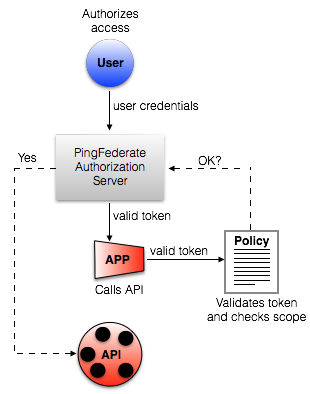 Authorizes
access
User
user credentials
Yes
PingFederate
Authorization
Server
OK?
valid token
APP
valid token
Policy
Calls API
Validates token
and checks scope
API